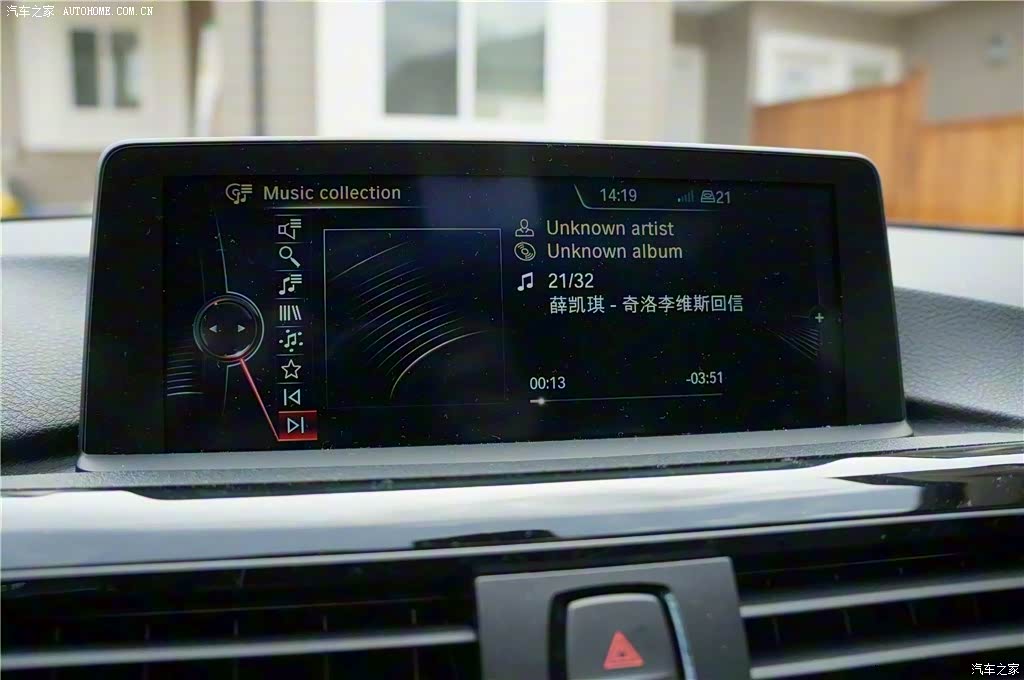 汽车之家 AUTOHOME.COM.CN
Music collection
14:19
21
Unknown artist
Unknown album
21/32
薛凯琪 - 奇洛李维斯回信
00:13
-03:51
汽车之家